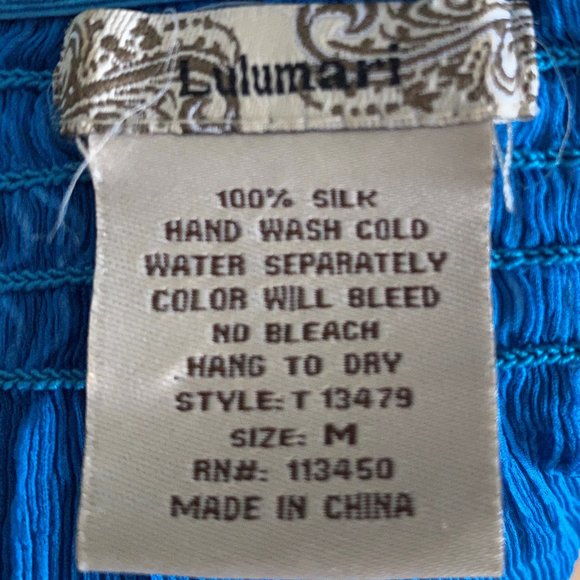 Lulumari
100% SILK
HAND WASH COLD
WATER SEPARATELY
COLOR WILL BLEED
NO BLEACH
HANG TO DRY
STYLE: T 13479
SIZE: M
RN#: 113450
MADE IN CHINA